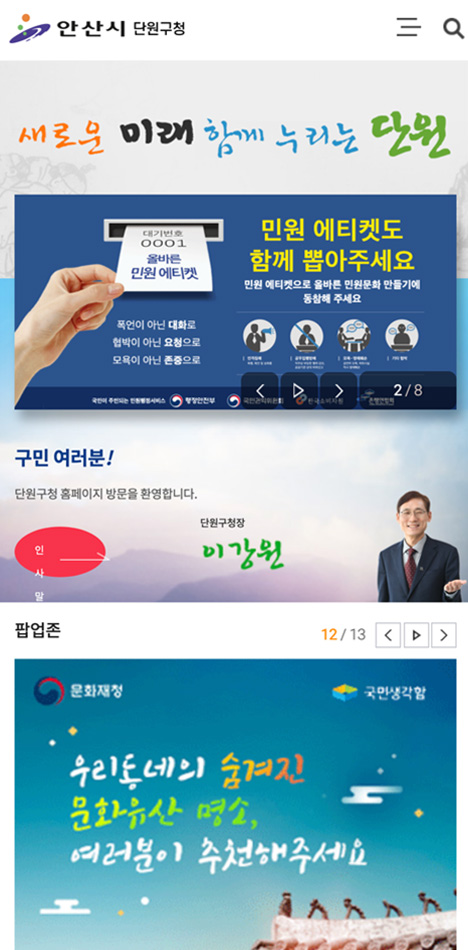 안산시 단원구청
새로운 미래 함께 누리는 단원
대기번호
0001
올바른
민원 에티켓
민원 에티켓도
함께 뽑아주세요
민원 에티켓으로 올바른 민원문화 만들기에
동참해 주세요
폭언이 아닌 대화로
협박이 아닌 요청으로
모욕이 아닌 존중으로
국민이 주인되는 민원행정서비스 행정안전부 국민권익위원회 한국소비자원 은행연합회
2 / 8
구민 여러분!
단원구청 홈페이지 방문을 환영합니다.
단원구청장
이강원
인
사
말
팝업존
12 / 13
문화재청
국민생각함
우리동네의 숨겨진
문화유산 명소,
여러분이 추천해주세요